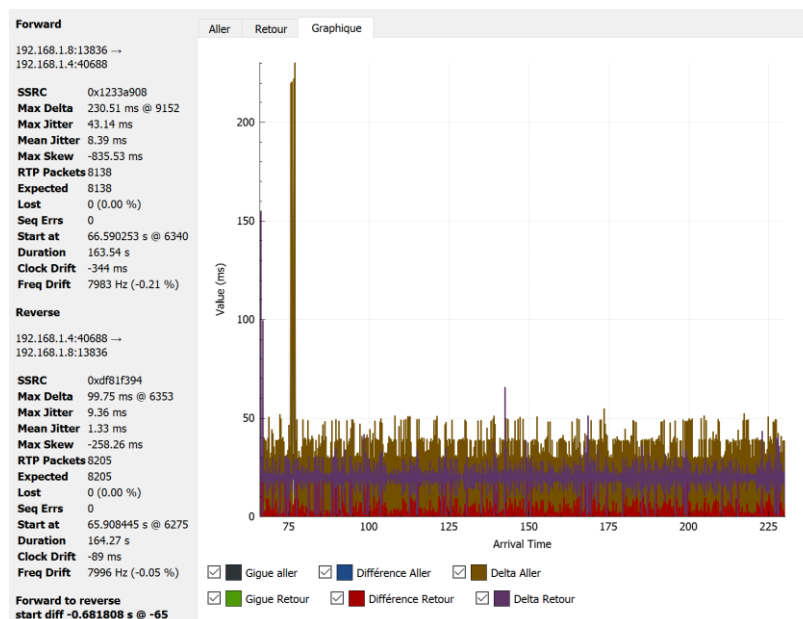 Forward
192.168.1.8:13836 →
192.168.1.4:40688
SSRC 0x1233a908
Max Delta 230.51 ms @ 9152
Max Jitter 43.14 ms
Mean Jitter 8.39 ms
Max Skew -835.53 ms
RTP Packets 8138
Expected 8138
Lost 0 (0.00 %)
Seq Errs 0
Start at 66.590253 s @ 6340
Duration 163.54 s
Clock Drift -344 ms
Freq Drift 7983 Hz (-0.21 %)
Reverse
192.168.1.4:40688 →
192.168.1.8:13836
SSRC 0xdf81f394
Max Delta 99.75 ms @ 6353
Max Jitter 9.36 ms
Mean Jitter 1.33 ms
Max Skew -258.26 ms
RTP Packets 8205
Expected 8205
Lost 0 (0.00 %)
Seq Errs 0
Start at 65.908445 s @ 6275
Duration 164.27 s
Clock Drift -89 ms
Freq Drift 7996 Hz (-0.05 %)
Forward to reverse
start diff -0.681808 s @ -65
Aller Retour Graphique
Value (ms)
200
150
100
50
0
75 100 125 150 175 200 225
Arrival Time
Gigue aller Différence Aller Delta Aller
Gigue Retour Différence Retour Delta Retour